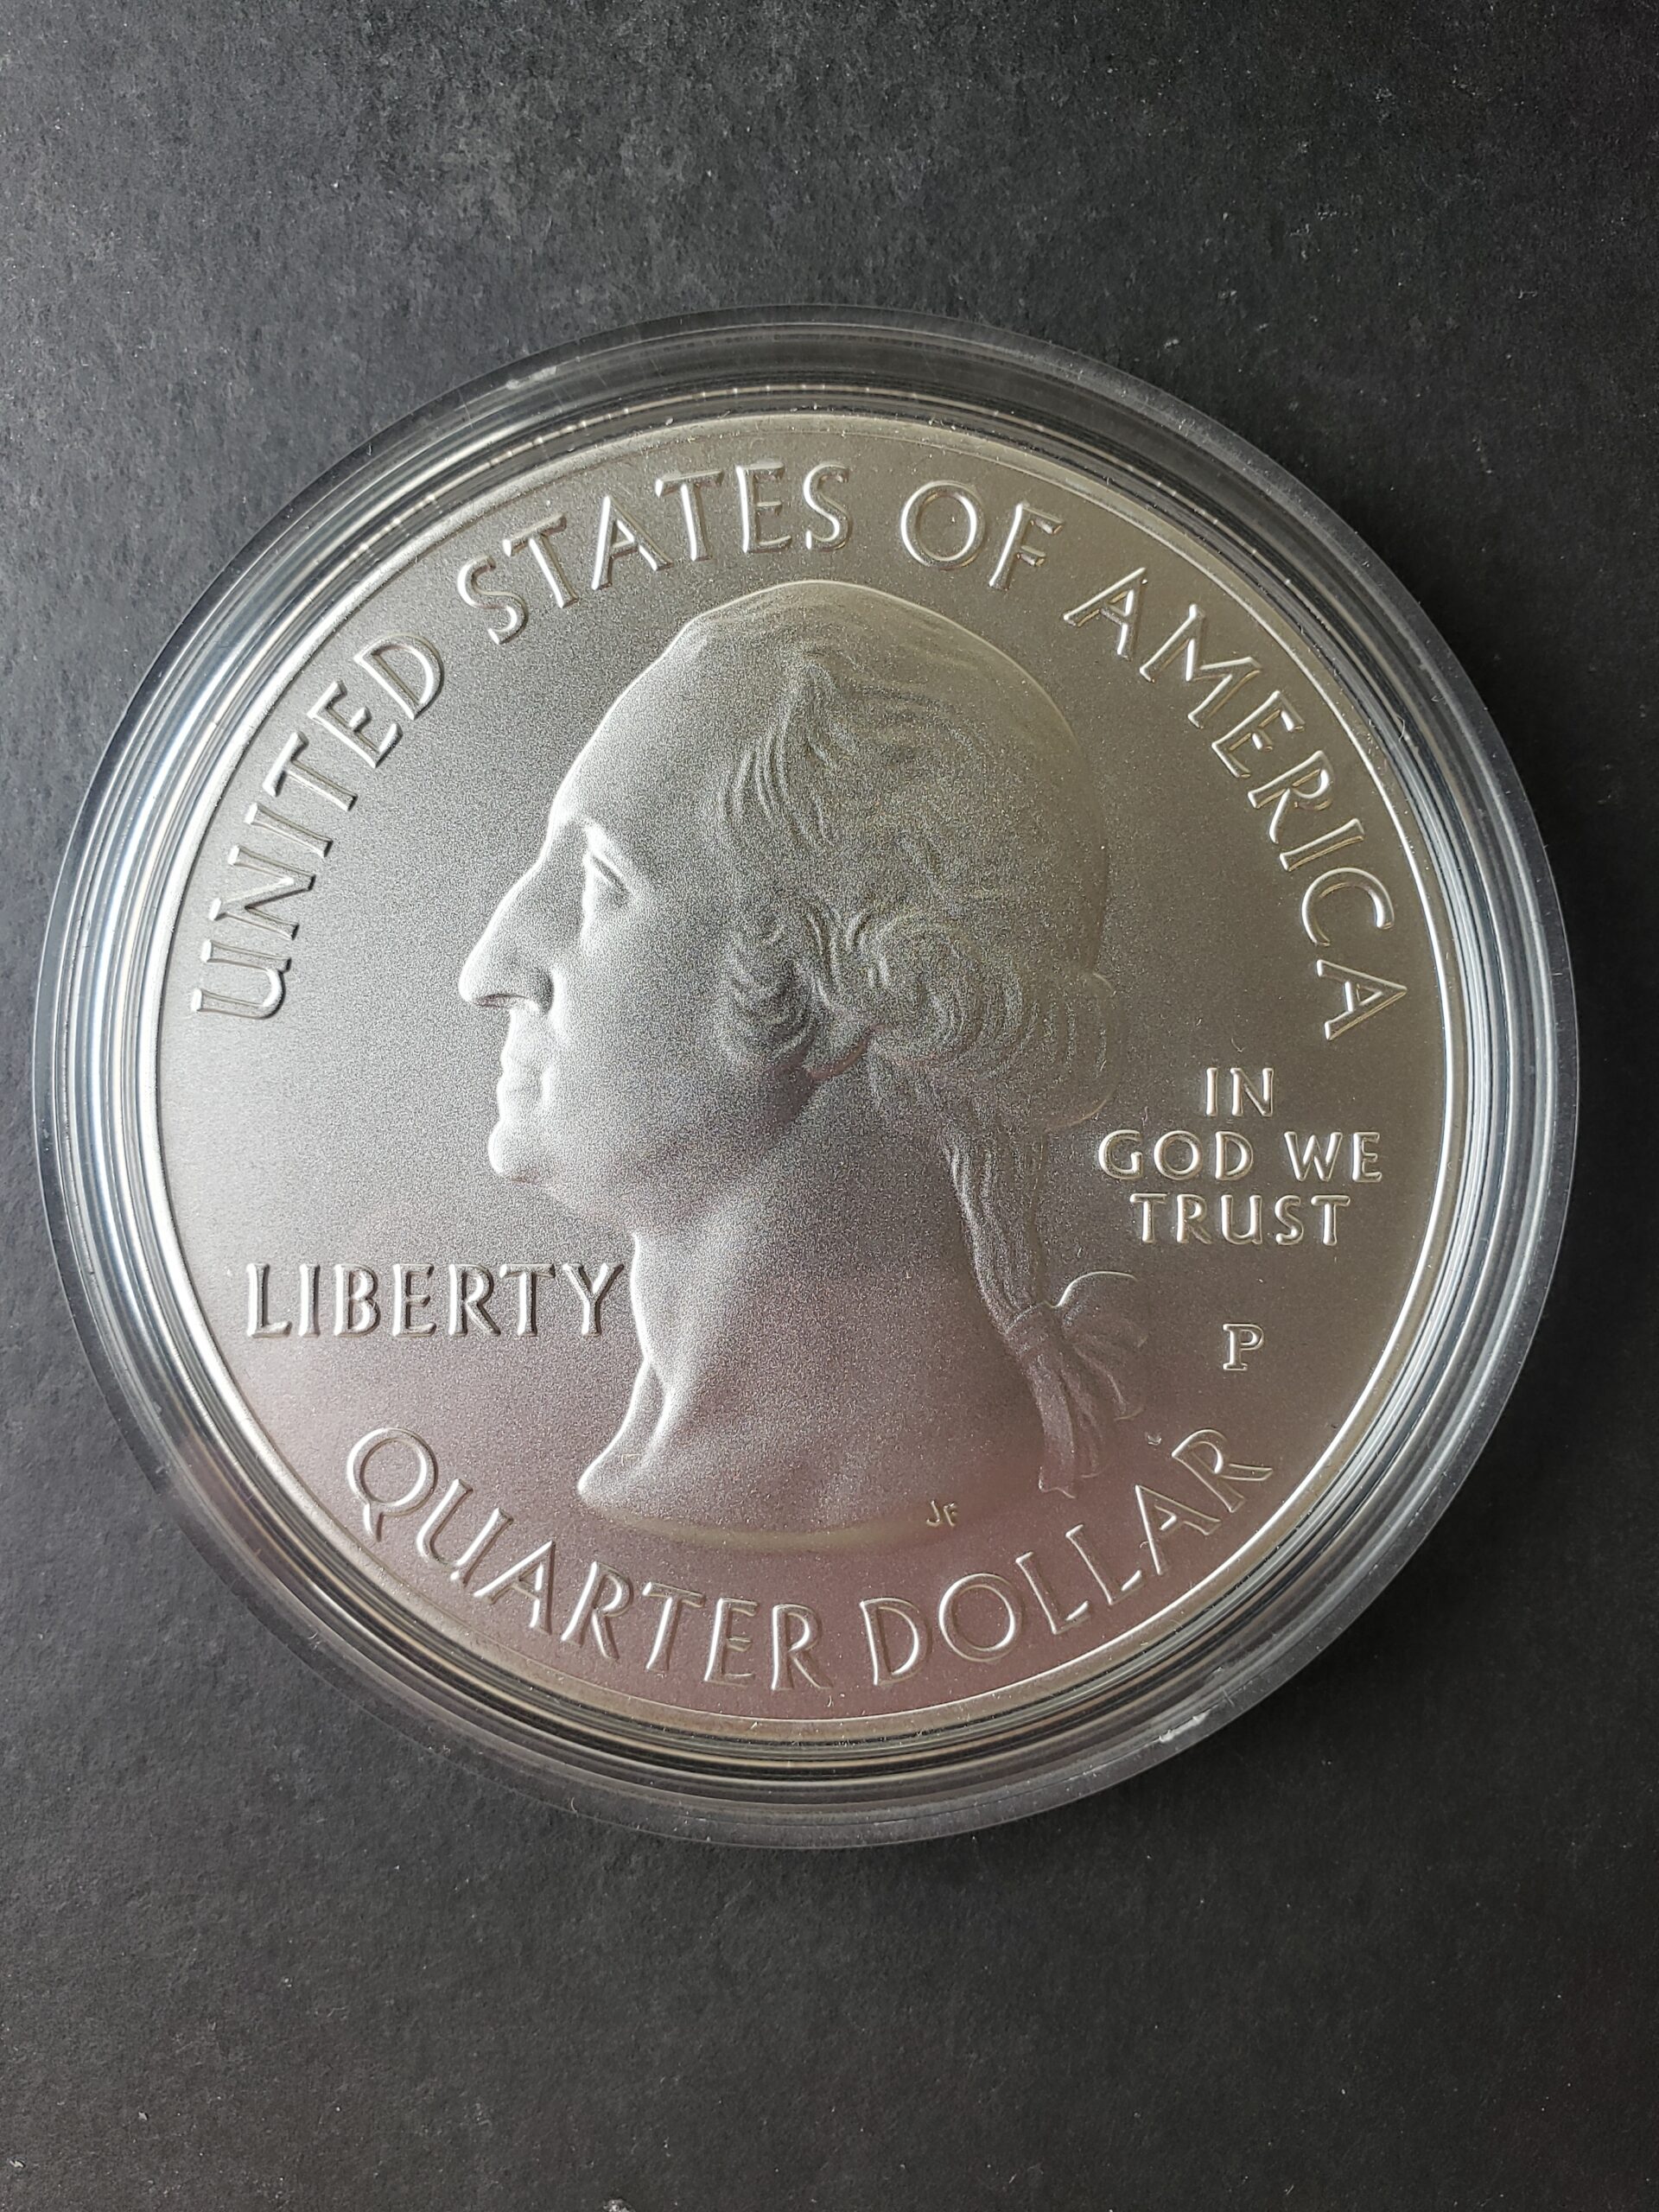 UNITED STATES OF AMERICA
IN
GOD WE
TRUST
LIBERTY
P
JF
QUARTER DOLLAR